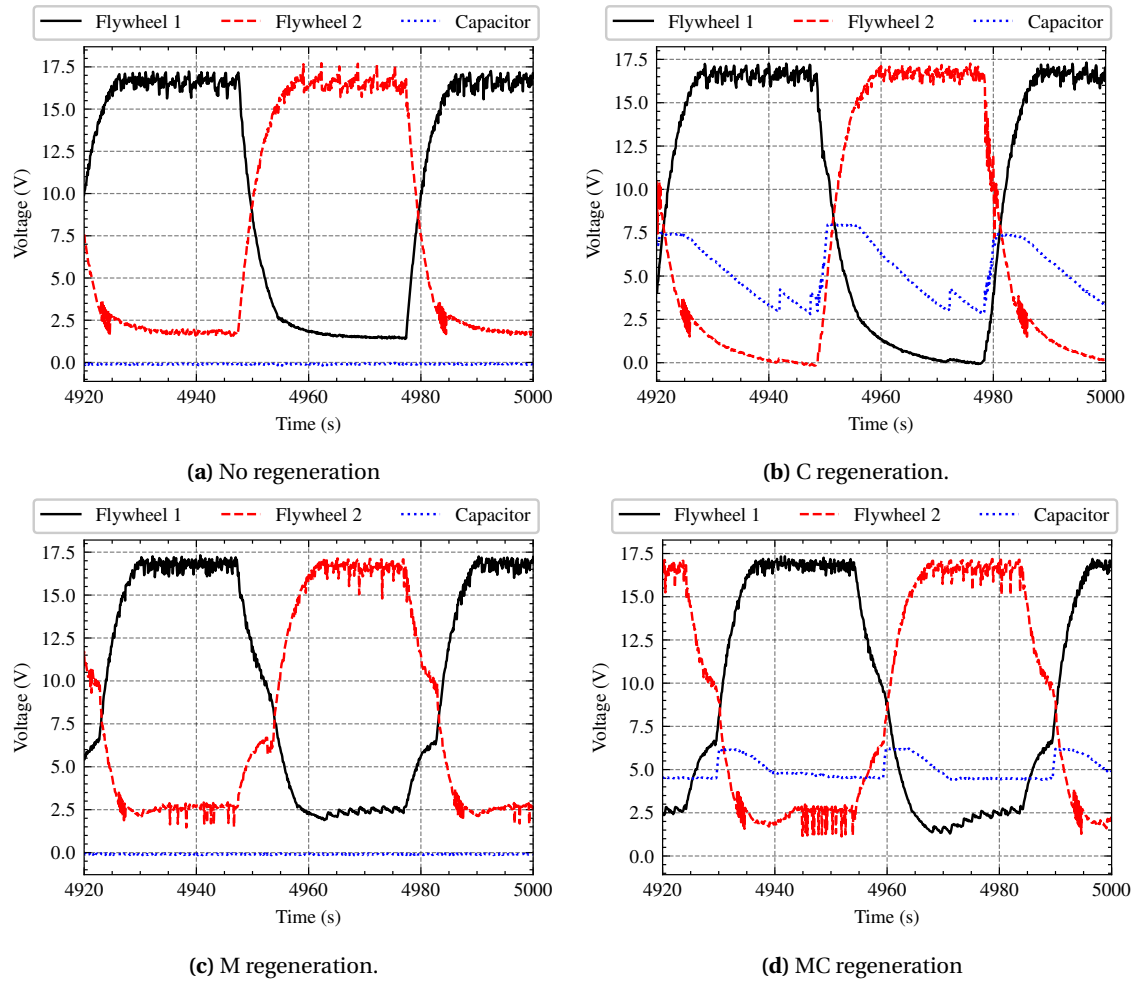 Flywheel 1 Flywheel 2 Capacitor
17.5
15.0
12.5
10.0
7.5
5.0
2.5
0.0
Voltage (V)
4920 4940 4960 4980 5000
Time (s)
(a) No regeneration
Flywheel 1 Flywheel 2 Capacitor
17.5
15.0
12.5
10.0
7.5
5.0
2.5
0.0
Voltage (V)
4920 4940 4960 4980 5000
Time (s)
(b) C regeneration.
Flywheel 1 Flywheel 2 Capacitor
17.5
15.0
12.5
10.0
7.5
5.0
2.5
0.0
Voltage (V)
4920 4940 4960 4980 5000
Time (s)
(c) M regeneration.
Flywheel 1 Flywheel 2 Capacitor
17.5
15.0
12.5
10.0
7.5
5.0
2.5
0.0
Voltage (V)
4920 4940 4960 4980 5000
Time (s)
(d) MC regeneration